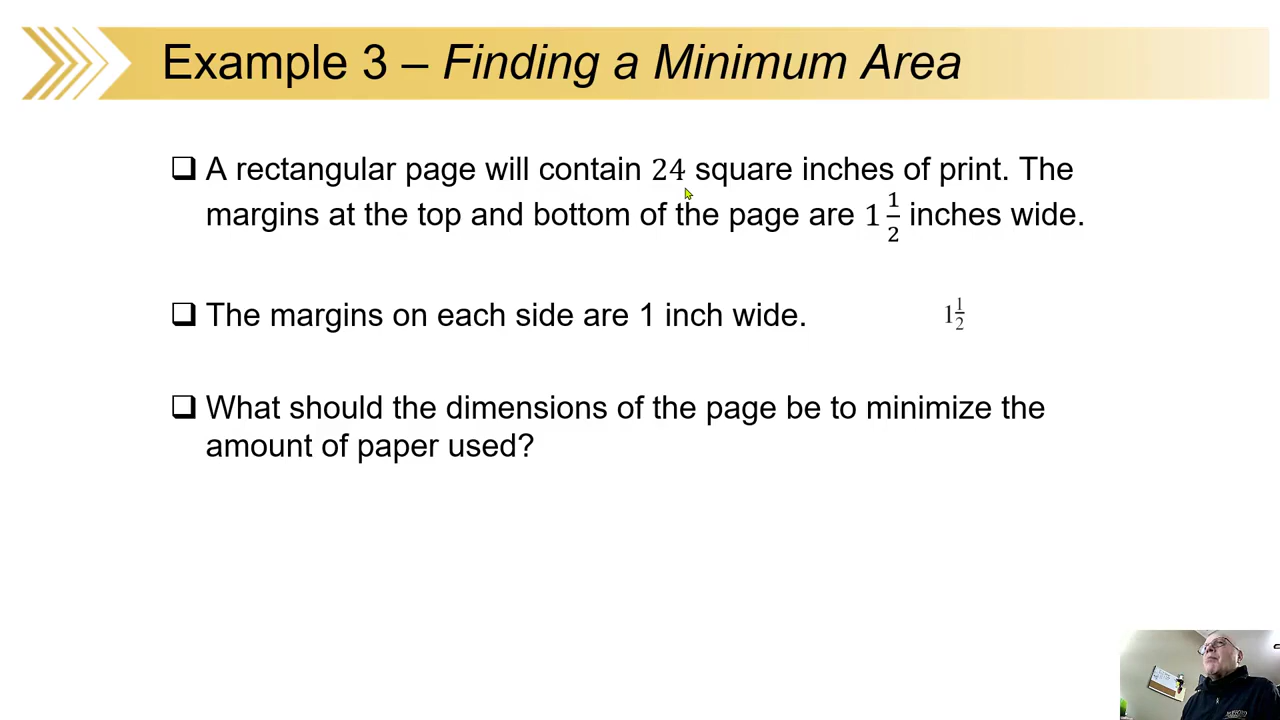 Example 3 – Finding a Minimum Area
❑ A rectangular page will contain 24 square inches of print. The
margins at the top and bottom of the page are 1 1/2 inches wide.
❑ The margins on each side are 1 inch wide. 1 1/2
❑ What should the dimensions of the page be to minimize the
amount of paper used?